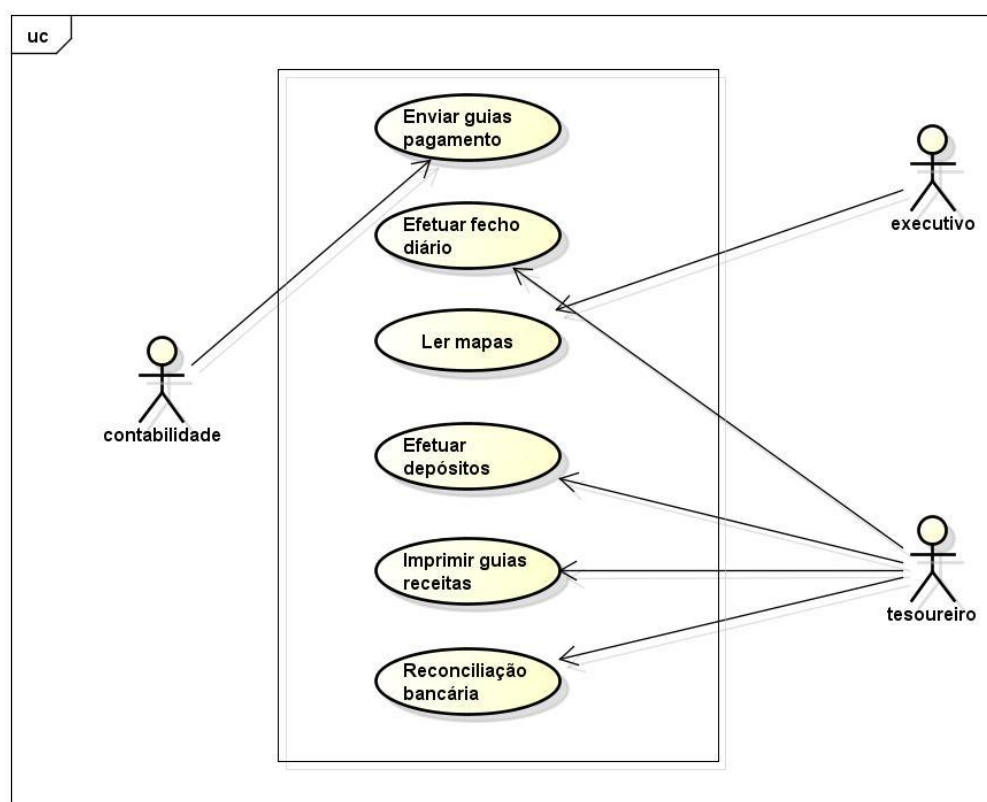 uc
Enviar guias
pagamento
executivo
Efetuar fecho
diário
Ler mapas
contabilidade
Efetuar
depósitos
Imprimir guias
receitas
tesoureiro
Reconciliação
bancária